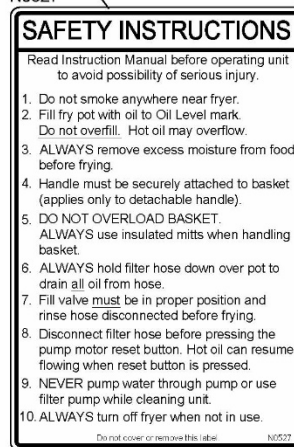 N0527
SAFETY INSTRUCTIONS
Read Instruction Manual before operating unit
to avoid possibility of serious injury.
1. Do not smoke anywhere near fryer.
2. Fill fry pot with oil to Oil Level mark.
Do not overfill. Hot oil may overflow.
3. ALWAYS remove excess moisture from food
before frying.
4. Handle must be securely attached to basket
(applies only to detachable handle).
5. DO NOT OVERLOAD BASKET.
ALWAYS use insulated mitts when handling
basket.
6. ALWAYS hold filter hose down over pot to
drain all oil from hose.
7. Fill valve must be in proper position and
rinse hose disconnected before frying.
8. Disconnect filter hose before pressing the
pump motor reset button. Hot oil can resume
flowing when reset button is pressed.
9. NEVER pump water through pump or use
filter pump while cleaning unit.
10. ALWAYS turn off fryer when not in use.
Do not cover or remove this label N0527